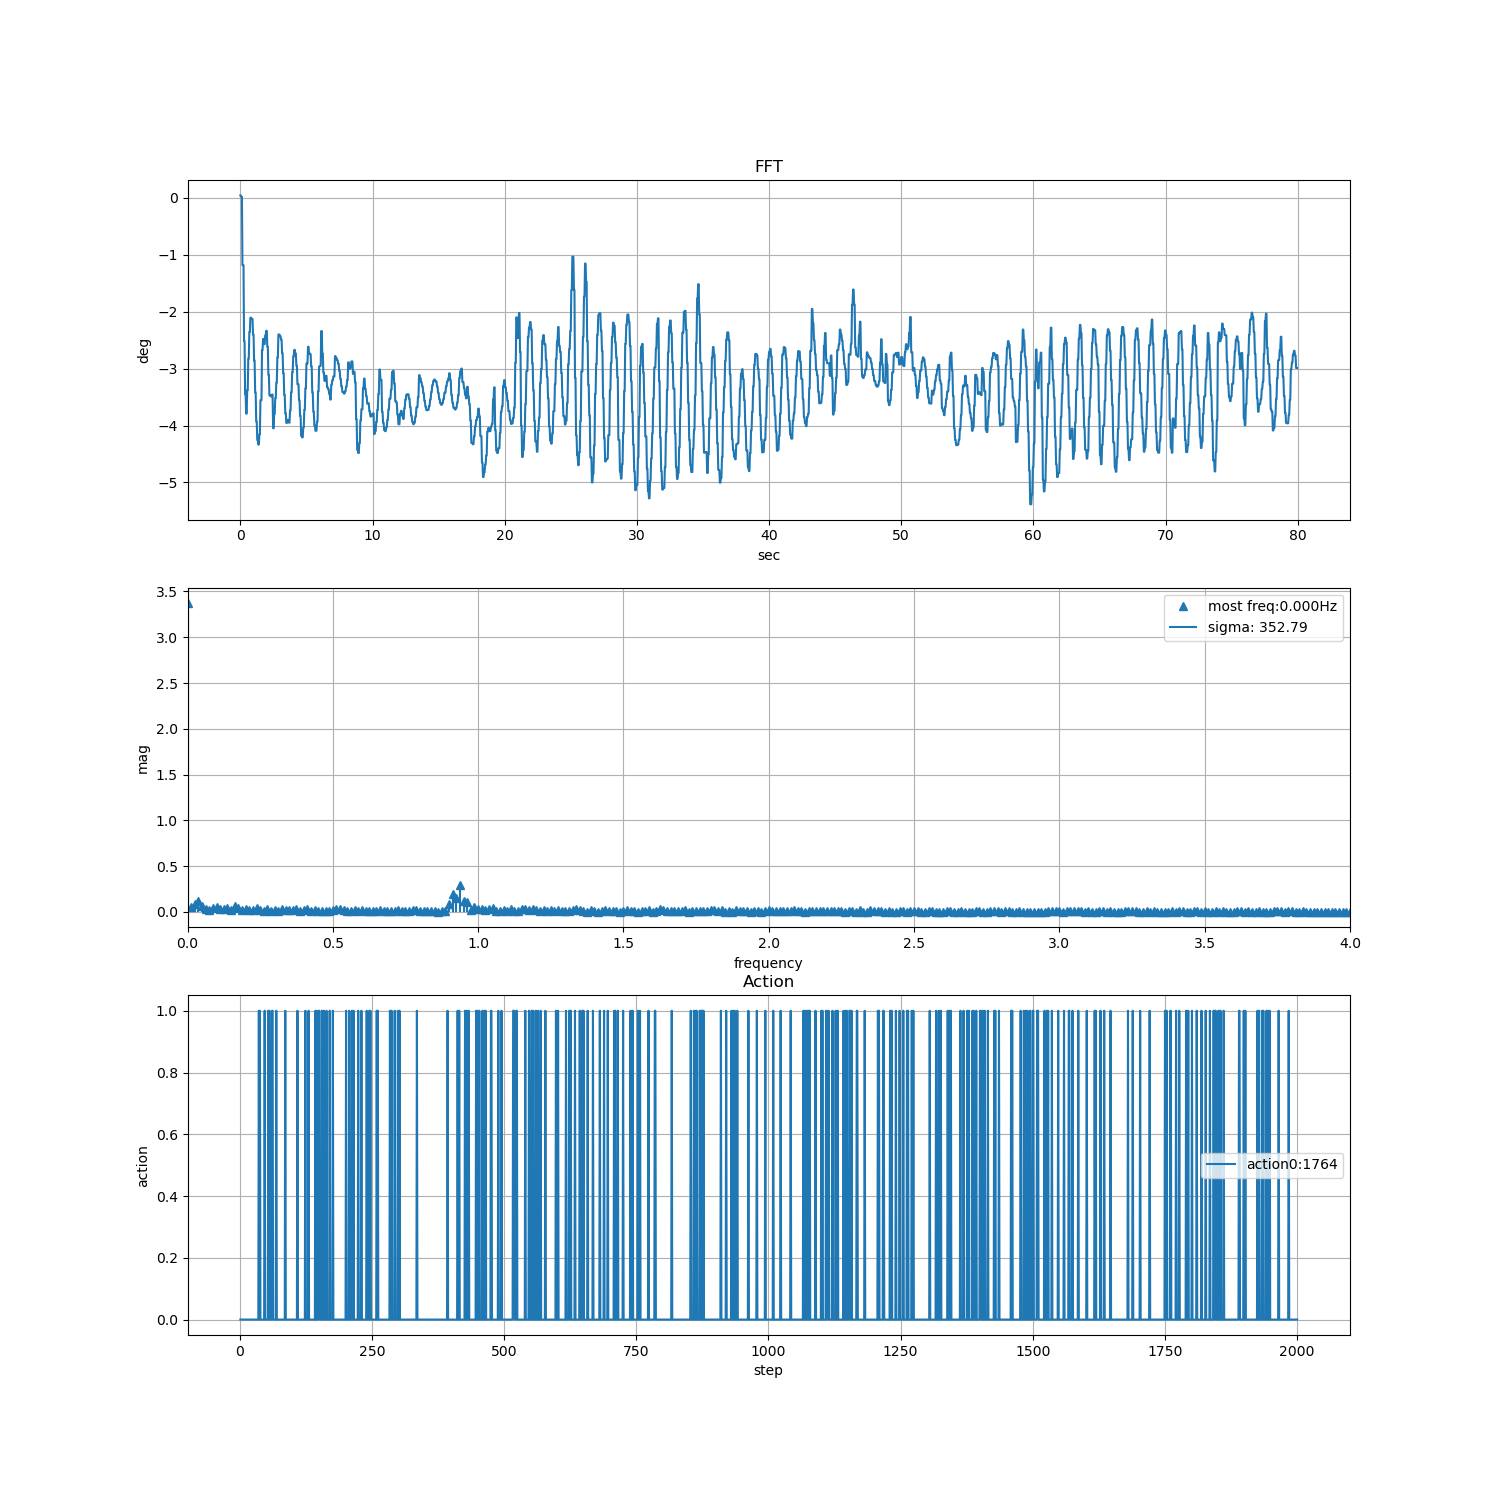 FFT
0
−1
−2
−3
−4
−5
deg
0 10 20 30 40 50 60 70 80
sec
3.5
3.0
2.5
2.0
1.5
1.0
0.5
0.0
mag
most freq:0.000Hz
sigma: 352.79
0.0 0.5 1.0 1.5 2.0 2.5 3.0 3.5 4.0
frequency
Action
1.0
0.8
0.6
0.4
0.2
0.0
action
action0:1764
0 250 500 750 1000 1250 1500 1750 2000
step